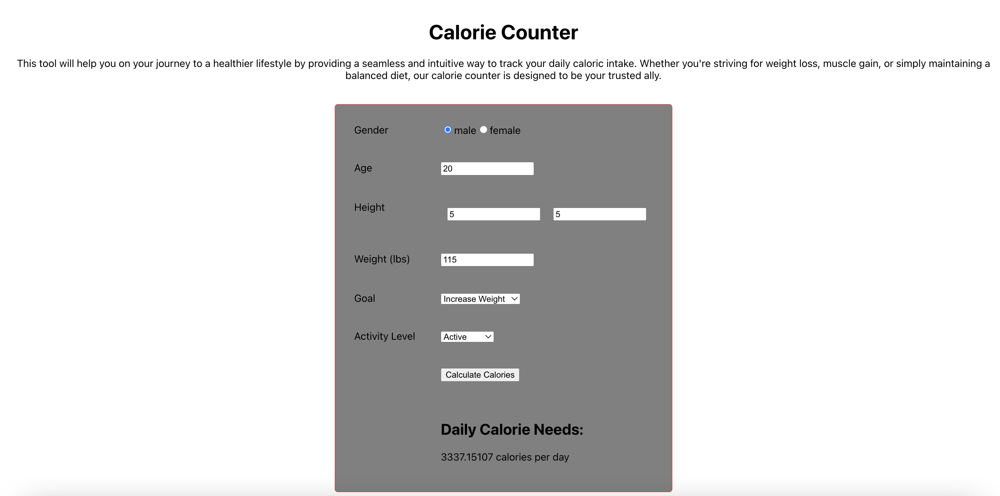 Calorie Counter
This tool will help you on your journey to a healthier lifestyle by providing a seamless and intuitive way to track your daily caloric intake. Whether you're striving for weight loss, muscle gain, or simply maintaining a
balanced diet, our calorie counter is designed to be your trusted ally.
Gender male female
Age 20
Height 5 5
Weight (lbs) 115
Goal Increase Weight
Activity Level Active
Calculate Calories
Daily Calorie Needs:
3337.15107 calories per day